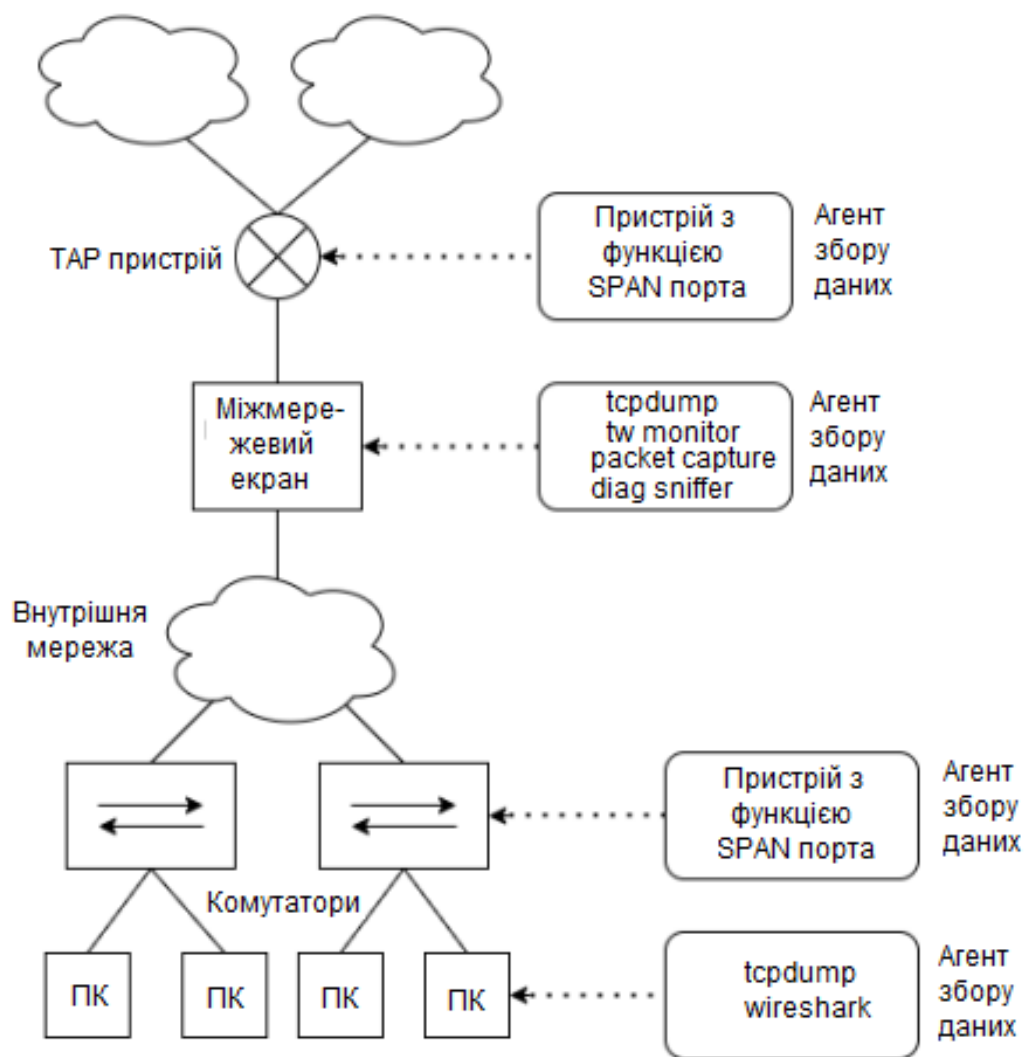 TAP пристрій
Пристрій з
функцією
SPAN порта
Агент
збору
даних
Міжмере-
жевий
екран
tcpdump
tw monitor
packet capture
diag sniffer
Агент
збору
даних
Внутрішня
мережа
Пристрій з
функцією
SPAN порта
Агент
збору
даних
Комутатори
ПК
ПК
ПК
ПК
tcpdump
wireshark
Агент
збору
даних